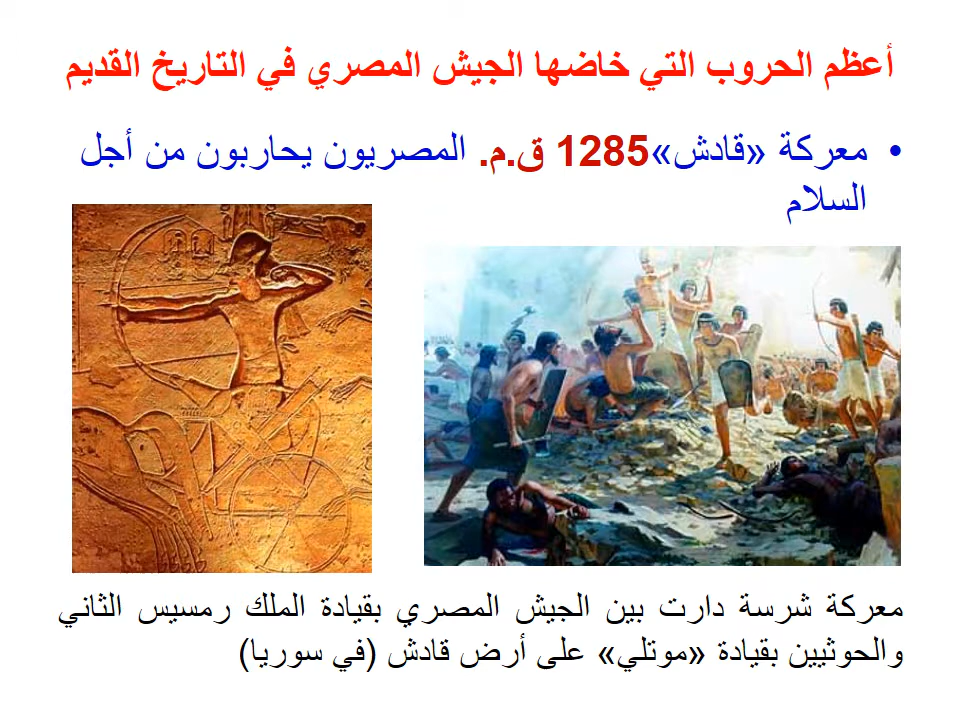 أعظم الحروب التي خاضها الجيش المصري في التاريخ القديم
• معركة «قادش»1285 ق.م. المصريون يحاربون من أجل
السلام
معركة شرسة دارت بين الجيش المصري بقيادة الملك رمسيس الثاني
والحوثيين بقيادة «موتلي» على أرض قادش (في سوريا)